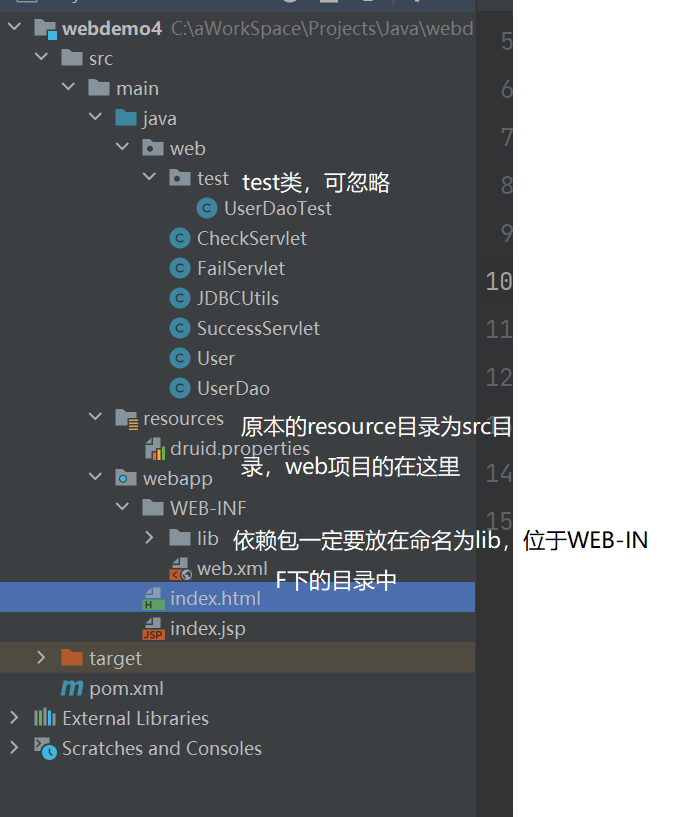 webdemo4 C:\aWorkSpace\Projects\Java\webd
src
main
java
web
test test类，可忽略
UserDaoTest
CheckServlet
FailServlet
JDBCUtils
SuccessServlet
User
UserDao
resources 原本的resource目录为src目
druid.properties
录，web项目的在这里
webapp
WEB-INF
lib 依赖包一定要放在命名为lib，位于WEB-IN
web.xml
F下的目录中
index.html
index.jsp
target
pom.xml
External Libraries
Scratches and Consoles
5
6
7
8
9
10
11
12
14
15